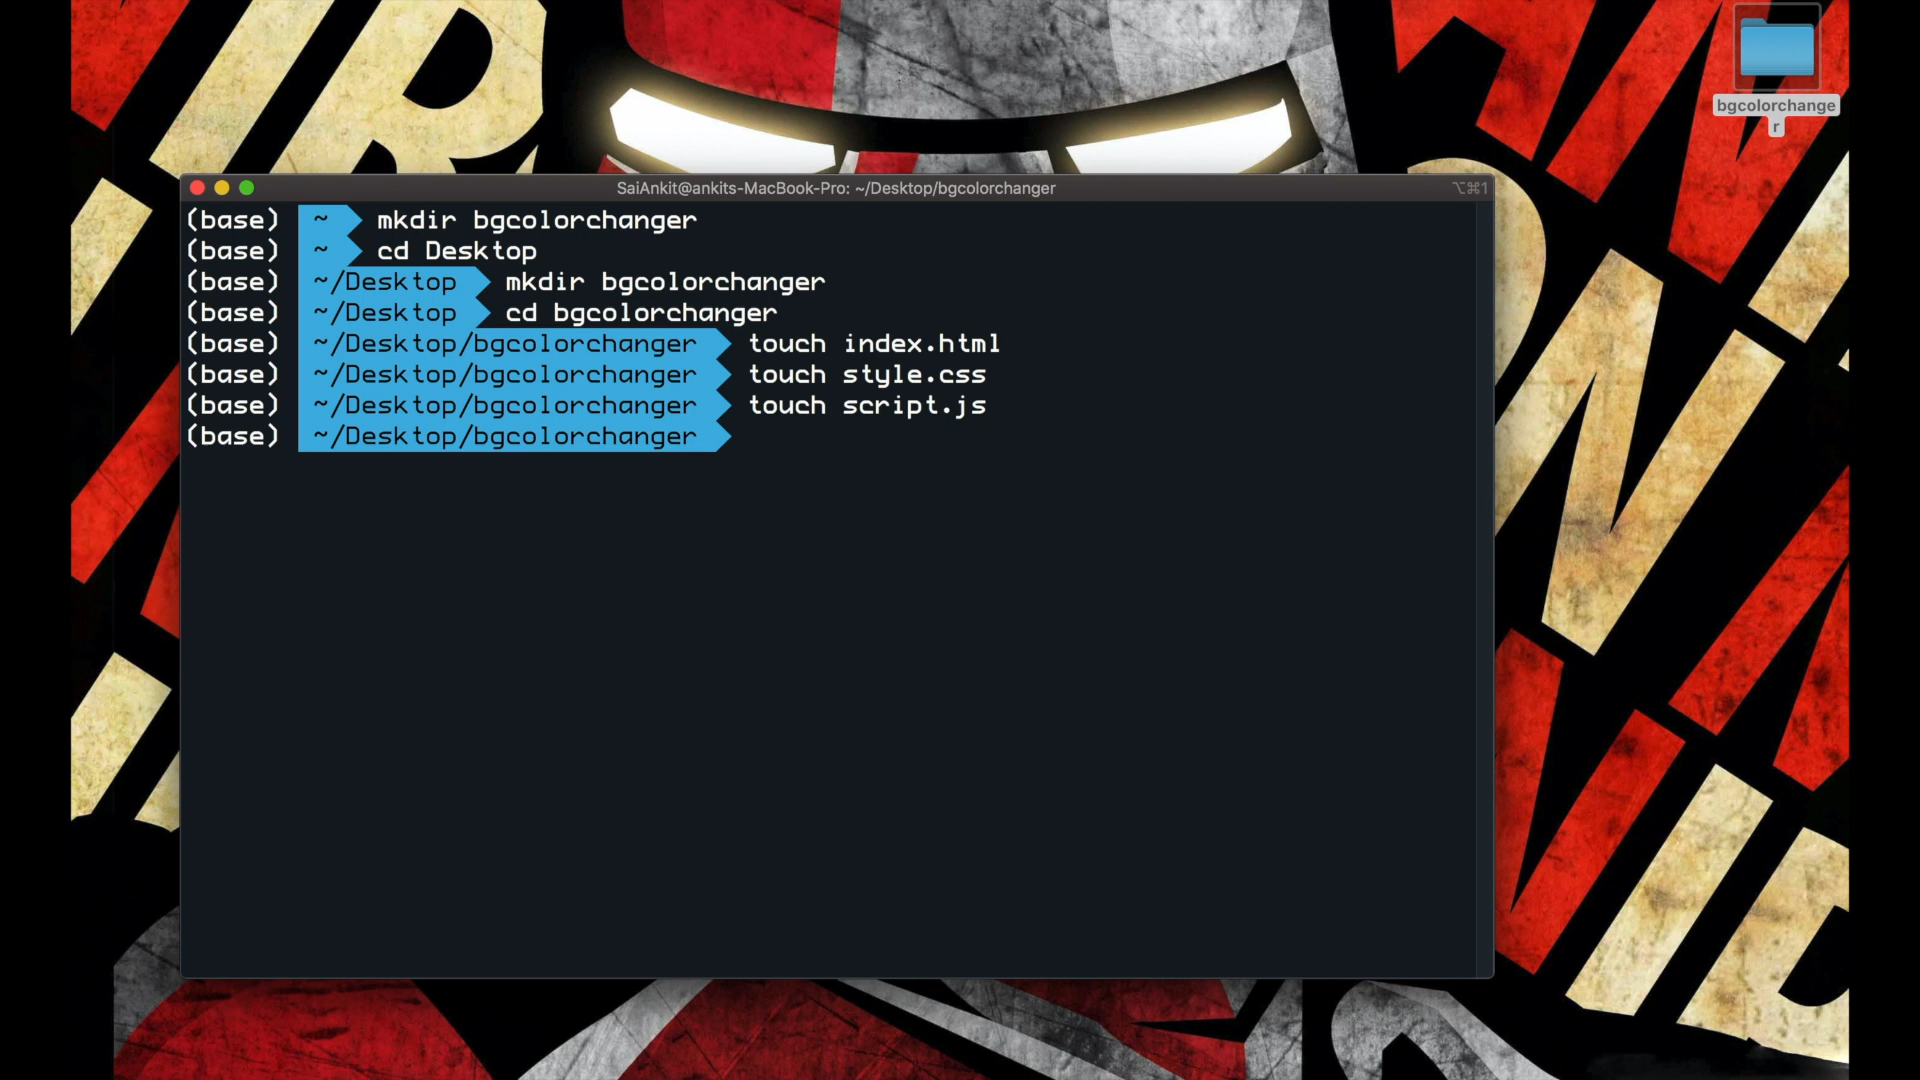 bgcolorchange
r
SaiAnkit@ankits-MacBook-Pro: ~/Desktop/bgcolorchanger ⌥⌘1
(base) ~ mkdir bgcolorchanger
(base) ~ cd Desktop
(base) ~/Desktop mkdir bgcolorchanger
(base) ~/Desktop cd bgcolorchanger
(base) ~/Desktop/bgcolorchanger touch index.html
(base) ~/Desktop/bgcolorchanger touch style.css
(base) ~/Desktop/bgcolorchanger touch script.js
(base) ~/Desktop/bgcolorchanger